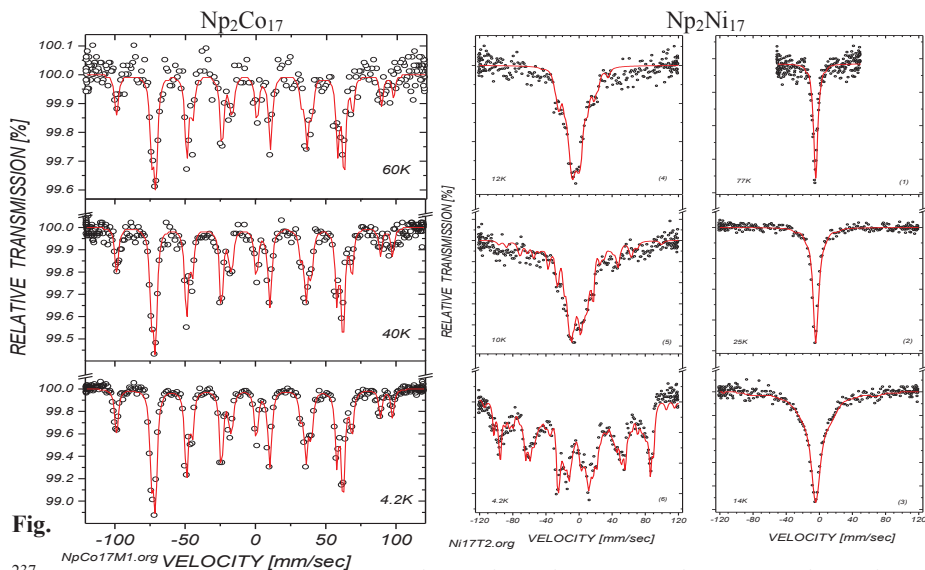 Np₂Co₁₇
Np₂Ni₁₇
RELATIVE TRANSMISSION [%]
100.1
100.0
99.9
99.8
99.7
99.6
60K
100.0
99.9
99.8
99.7
99.6
99.5
40K
100.0
99.8
99.6
99.4
99.2
99.0
4.2K
-100 -50 0 50 100
Fig.
NpCo17M1.org VELOCITY [mm/sec]
237
RELATIVE TRANSMISSION [%]
12K (4)
10K (5)
4.2K (6)
-120 -80 -40 0 40 80 120
Ni17T2.org VELOCITY [mm/sec]
77K (1)
25K (2)
14K (3)
-120 -80 -40 0 40 80 120
VELOCITY [mm/sec]